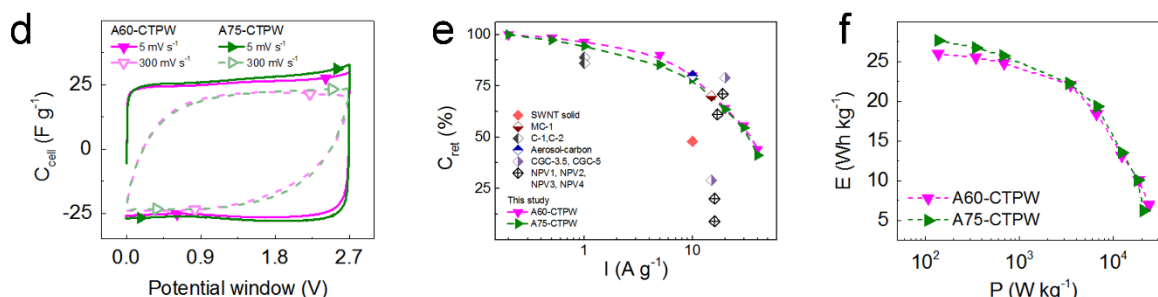 d
A60-CTPW A75-CTPW
5 mV s⁻¹ 5 mV s⁻¹
300 mV s⁻¹ 300 mV s⁻¹
C_cell (F g⁻¹)
25
0
-25
0.0 0.9 1.8 2.7
Potential window (V)
e
C_ret (%)
100
75
50
25
SWNT solid
MC-1
C-1,C-2
Aerosol-carbon
CGC-3.5, CGC-5
NPV1, NPV2,
NPV3, NPV4
This study
A60-CTPW
A75-CTPW
1 10
I (A g⁻¹)
f
E (Wh kg⁻¹)
25
20
15
10
5
A60-CTPW
A75-CTPW
10² 10³ 10⁴
P (W kg⁻¹)